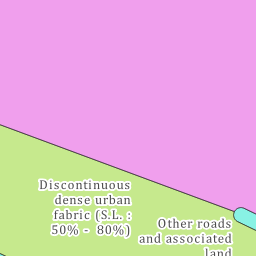 Discontinuous
dense urban
fabric (S.L. :
50% - 80%)
Other roads
and associated
land